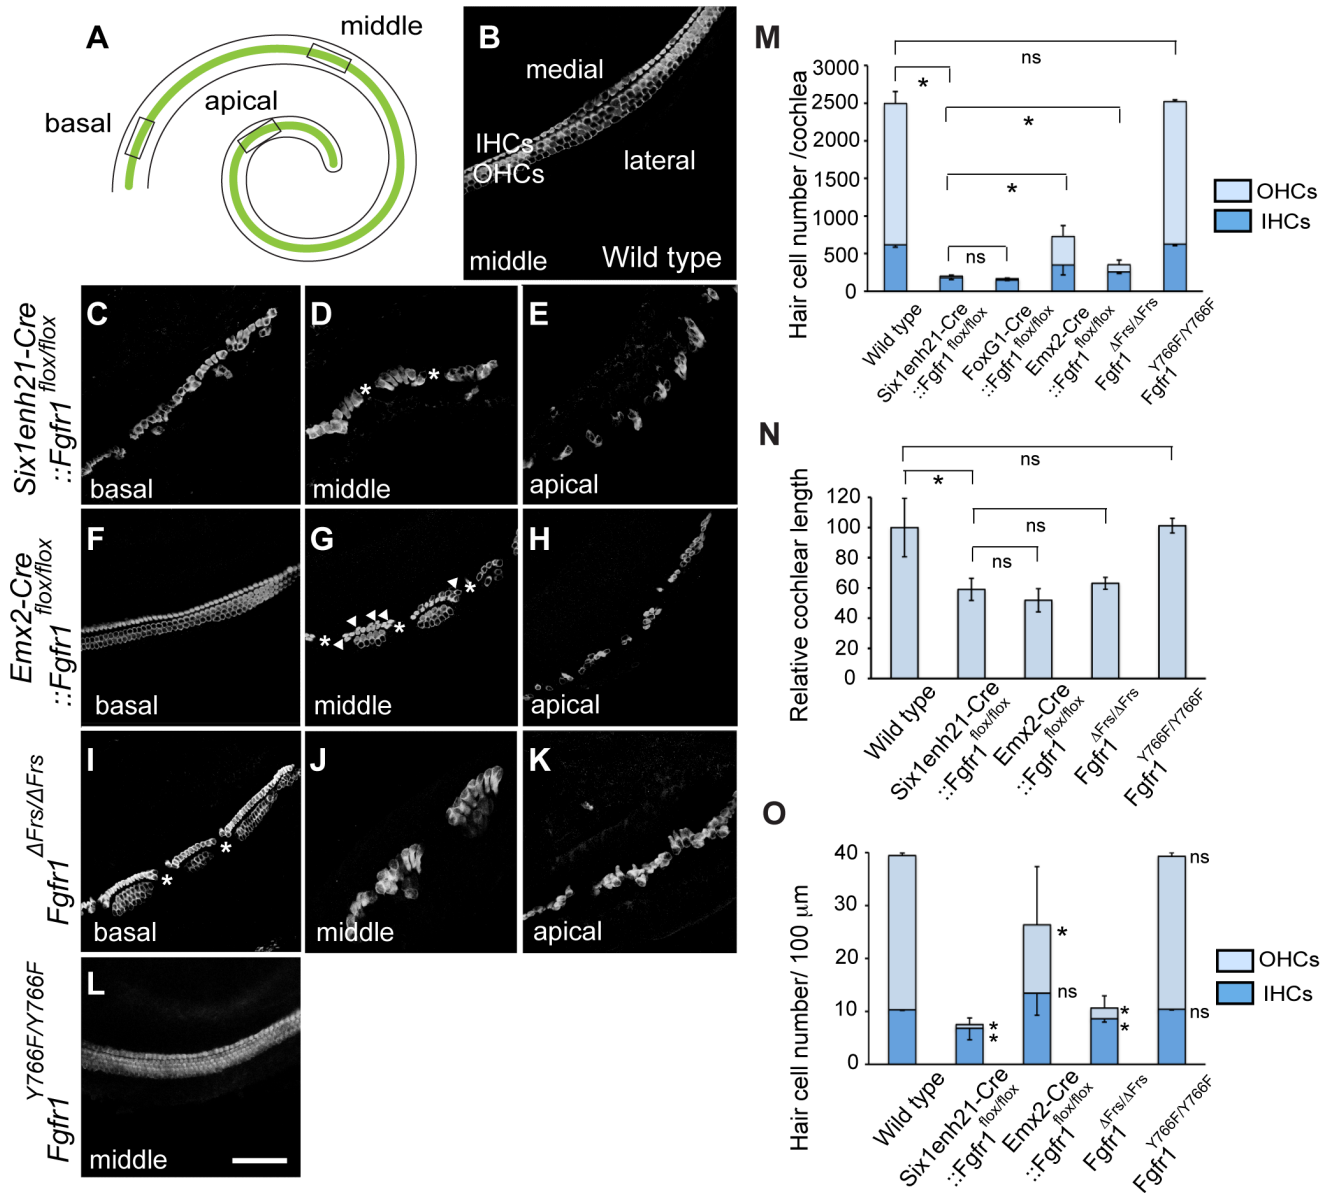 A
middle
apical
basal
B
medial
IHCs
OHCs
lateral
middle
Wild type
Six1enh21-Cre
::Fgfr1 flox/flox
C
basal
D
*
*
middle
E
apical
Emx2-Cre
::Fgfr1 flox/flox
F
basal
G
*
*
*
middle
H
apical
Fgfr1 ΔFrs/ΔFrs
I
*
*
basal
J
middle
K
apical
Fgfr1 Y766F/Y766F
L
middle
M
Hair cell number /cochlea
3000
2500
2000
1500
1000
500
0
ns
*
*
*
ns
OHCs
IHCs
Wild type
Six1enh21-Cre
::Fgfr1 flox/flox
FoxG1-Cre
::Fgfr1 flox/flox
Emx2-Cre
::Fgfr1 flox/flox
Fgfr1 ΔFrs/ΔFrs
Fgfr1 Y766F/Y766F
N
Relative cochlear length
120
100
80
60
40
20
0
ns
*
ns
ns
Wild type
Six1enh21-Cre
::Fgfr1 flox/flox
Emx2-Cre
::Fgfr1 flox/flox
Fgfr1 ΔFrs/ΔFrs
Fgfr1 Y766F/Y766F
O
Hair cell number/ 100 μm
40
30
20
10
0
*
*
*
ns
*
*
ns
ns
OHCs
IHCs
Wild type
Six1enh21-Cre
::Fgfr1 flox/flox
Emx2-Cre
::Fgfr1 flox/flox
Fgfr1 ΔFrs/ΔFrs
Fgfr1 Y766F/Y766F